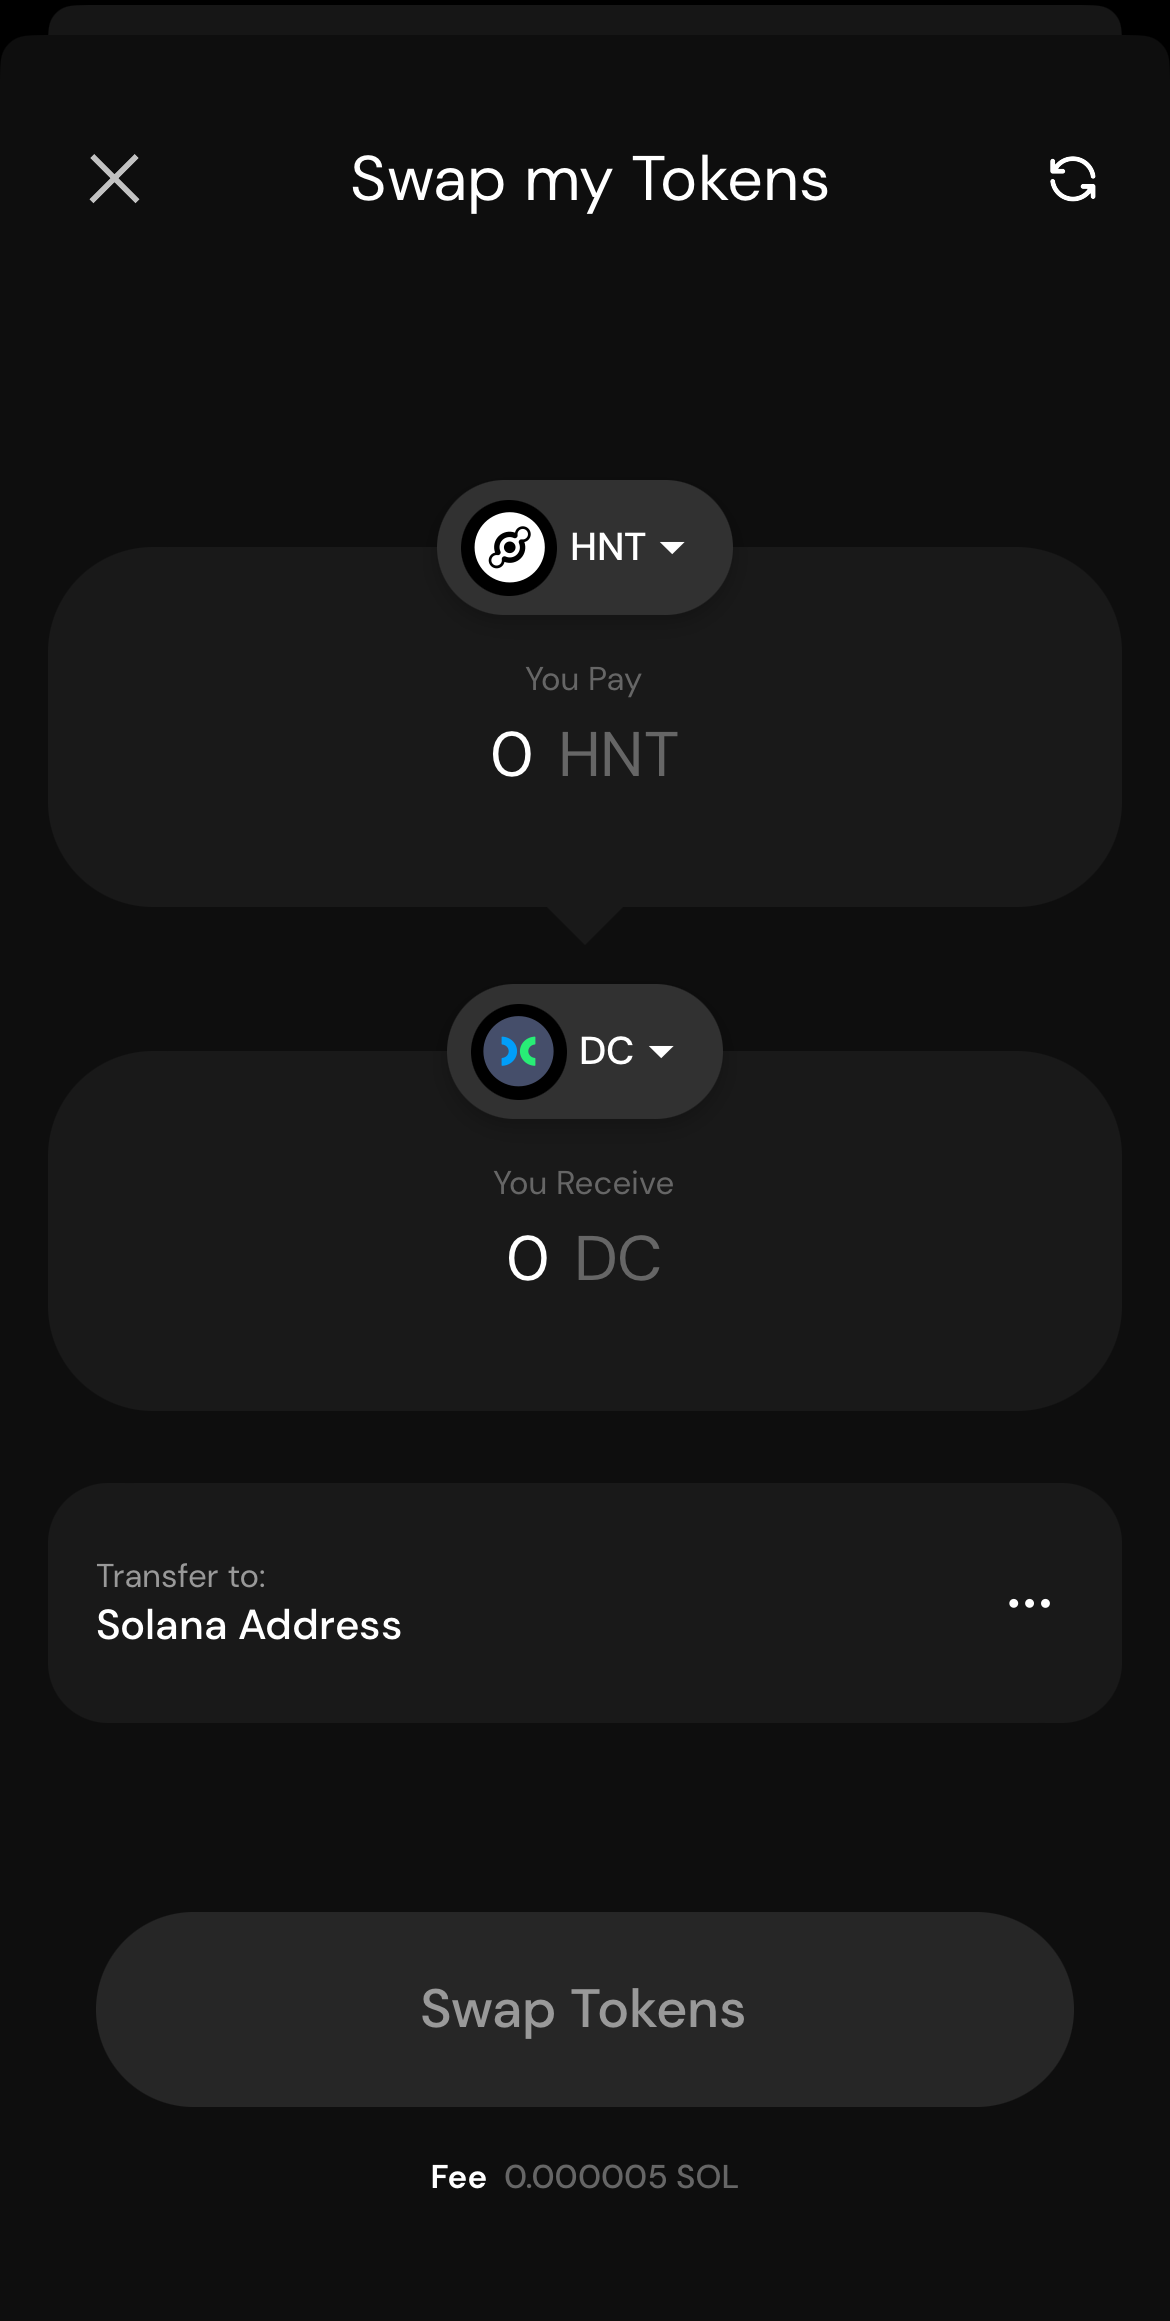 Swap my Tokens
HNT
You Pay
0 HNT
DC
You Receive
0 DC
Transfer to:
Solana Address
Swap Tokens
Fee 0.000005 SOL